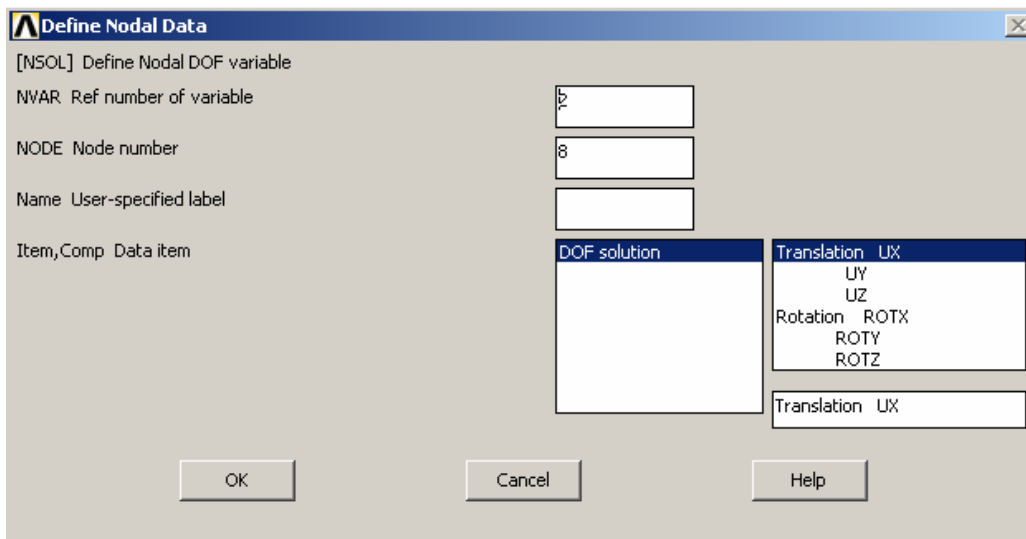 Define Nodal Data
[NSOL] Define Nodal DOF variable
NVAR Ref number of variable
NODE Node number
8
Name User-specified label
Item,Comp Data item
DOF solution
Translation UX
UY
UZ
Rotation ROTX
ROTY
ROTZ
Translation UX
OK Cancel Help